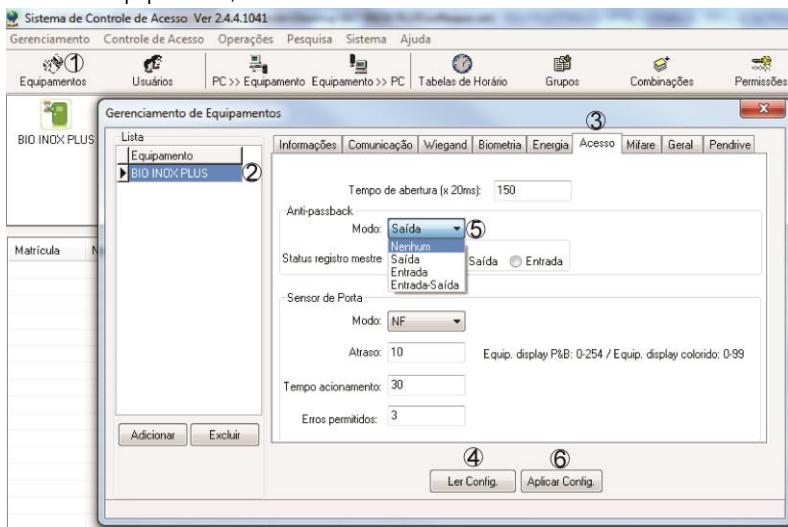 Sistema de Controle de Acesso Ver 2.4.4.1041
Gerenciamento Controle de Acesso Operações Pesquisa Sistema Ajuda
① Equipamentos Usuários PC >> Equipamento Equipamento >> PC Tabelas de Horário Grupos Combinações Permissões
BIO INOX PLUS
Gerenciamento de Equipamentos
③
Lista
Equipamento
BIO INOX PLUS ②
Informações Comunicação Wiegand Biometria Energia Acesso Mifare Geral Pendrive
Tempo de abertura (x 20ms): 150
Anti-passback
Modo: Saída ⑤
Nenhum
Saída
Entrada
Entrada-Saída
Status registro mestre Saída Entrada
Sensor de Porta
Modo: NF
Atraso: 10 Equip. display P&B: 0-254 / Equip. display colorido: 0-99
Tempo acionamento: 30
Erros permitidos: 3
Adicionar Excluir
④ ⑥
Ler Config. Aplicar Config.
Matrícula